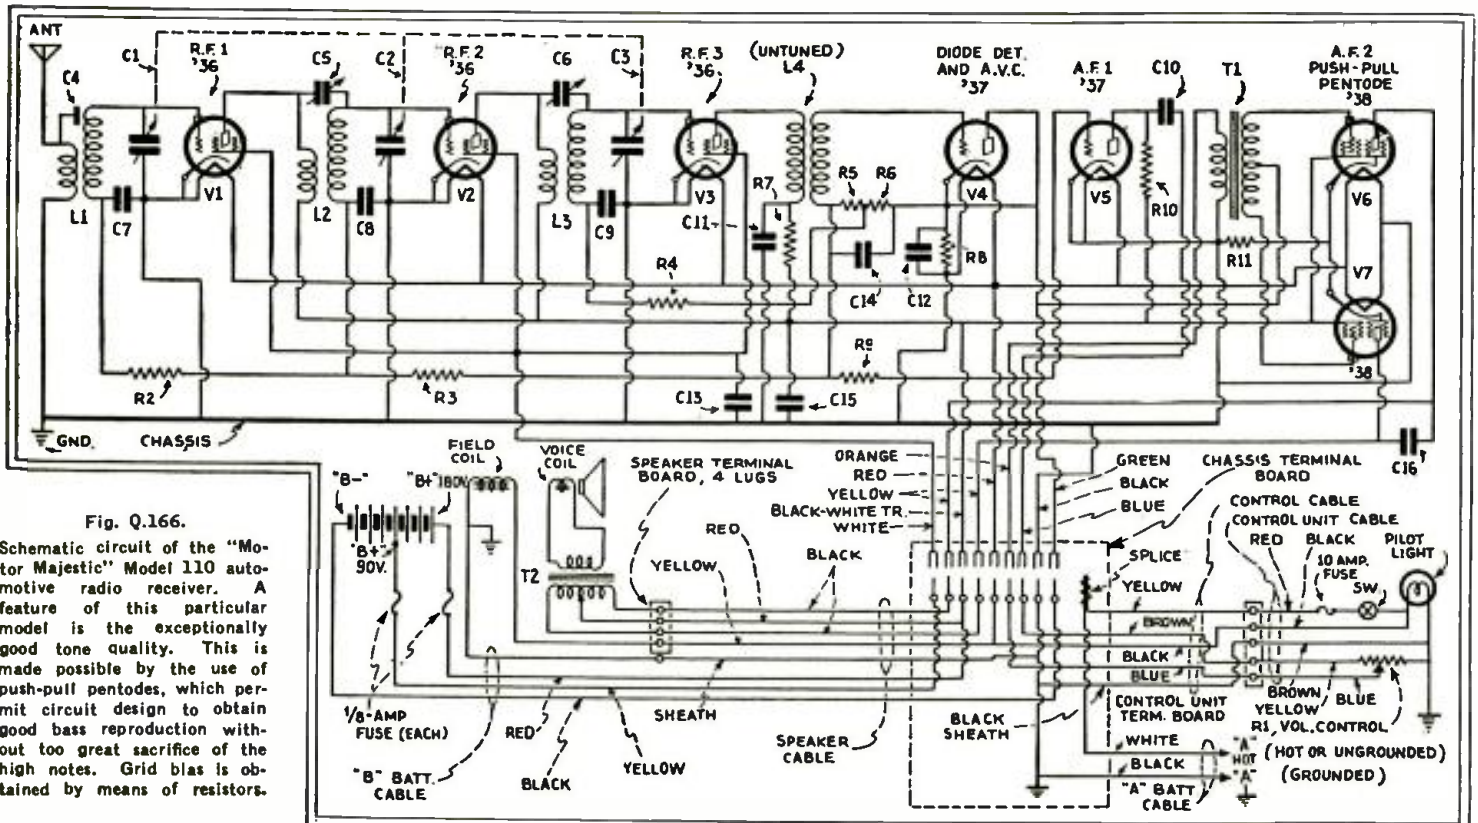 ANT
C4
C1
R.F.1
'36
C5
C2
R.F.2
'36
C6
C3
R.F.3
'36
(UNTUNED)
L4
DIODE DET.
AND A.V.C.
'37
A.F.1
'37
C10
T1
A.F.2
PUSH-PULL
PENTODE
'38
L1
C7
V1
L2
C8
V2
L3
C9
V3
C11
R7
R5
R6
V4
V5
R10
V6
R4
C14
C12
R8
R11
V7
R2
R3
C13
C15
R9
'38
GND.
CHASSIS
C16
FIELD
COIL
VOICE
COIL
SPEAKER TERMINAL
BOARD, 4 LUGS
ORANGE
RED
YELLOW
BLACK-WHITE TR.
WHITE
GREEN
BLACK
BLUE
CHASSIS TERMINAL
BOARD
CONTROL CABLE
CONTROL UNIT CABLE
RED
BLACK
PILOT
LIGHT
10 AMP.
FUSE
SW.
"B-"
"B+" 180V.
"B+"
90V.
T2
YELLOW
RED
BLACK
SPLICE
YELLOW
BROWN
BLACK
BLUE
CONTROL UNIT
TERM. BOARD
BROWN
YELLOW
BLUE
R1, VOL. CONTROL
1/8-AMP
FUSE (EACH)
RED
SHEATH
SPEAKER
CABLE
BLACK
SHEATH
"B" BATT.
CABLE
BLACK
YELLOW
WHITE
BLACK
"A" BATT
CABLE
"A"
HOT
(HOT OR UNGROUNDED)
"A"
(GROUNDED)
Fig. Q.166.
Schematic circuit of the "Mo-
tor Majestic" Model 110 auto-
motive radio receiver. A
feature of this particular
model is the exceptionally
good tone quality. This is
made possible by the use of
push-pull pentodes, which per-
mit circuit design to obtain
good bass reproduction with-
out too great sacrifice of the
high notes. Grid bias is ob-
tained by means of resistors.